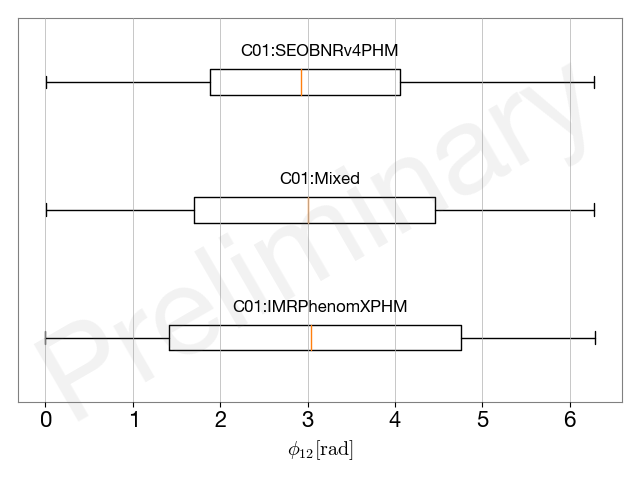 C01:SEOBNRv4PHM
C01:Mixed
C01:IMRPhenomXPHM
Preliminary
0 1 2 3 4 5 6
ϕ₁₂[rad]